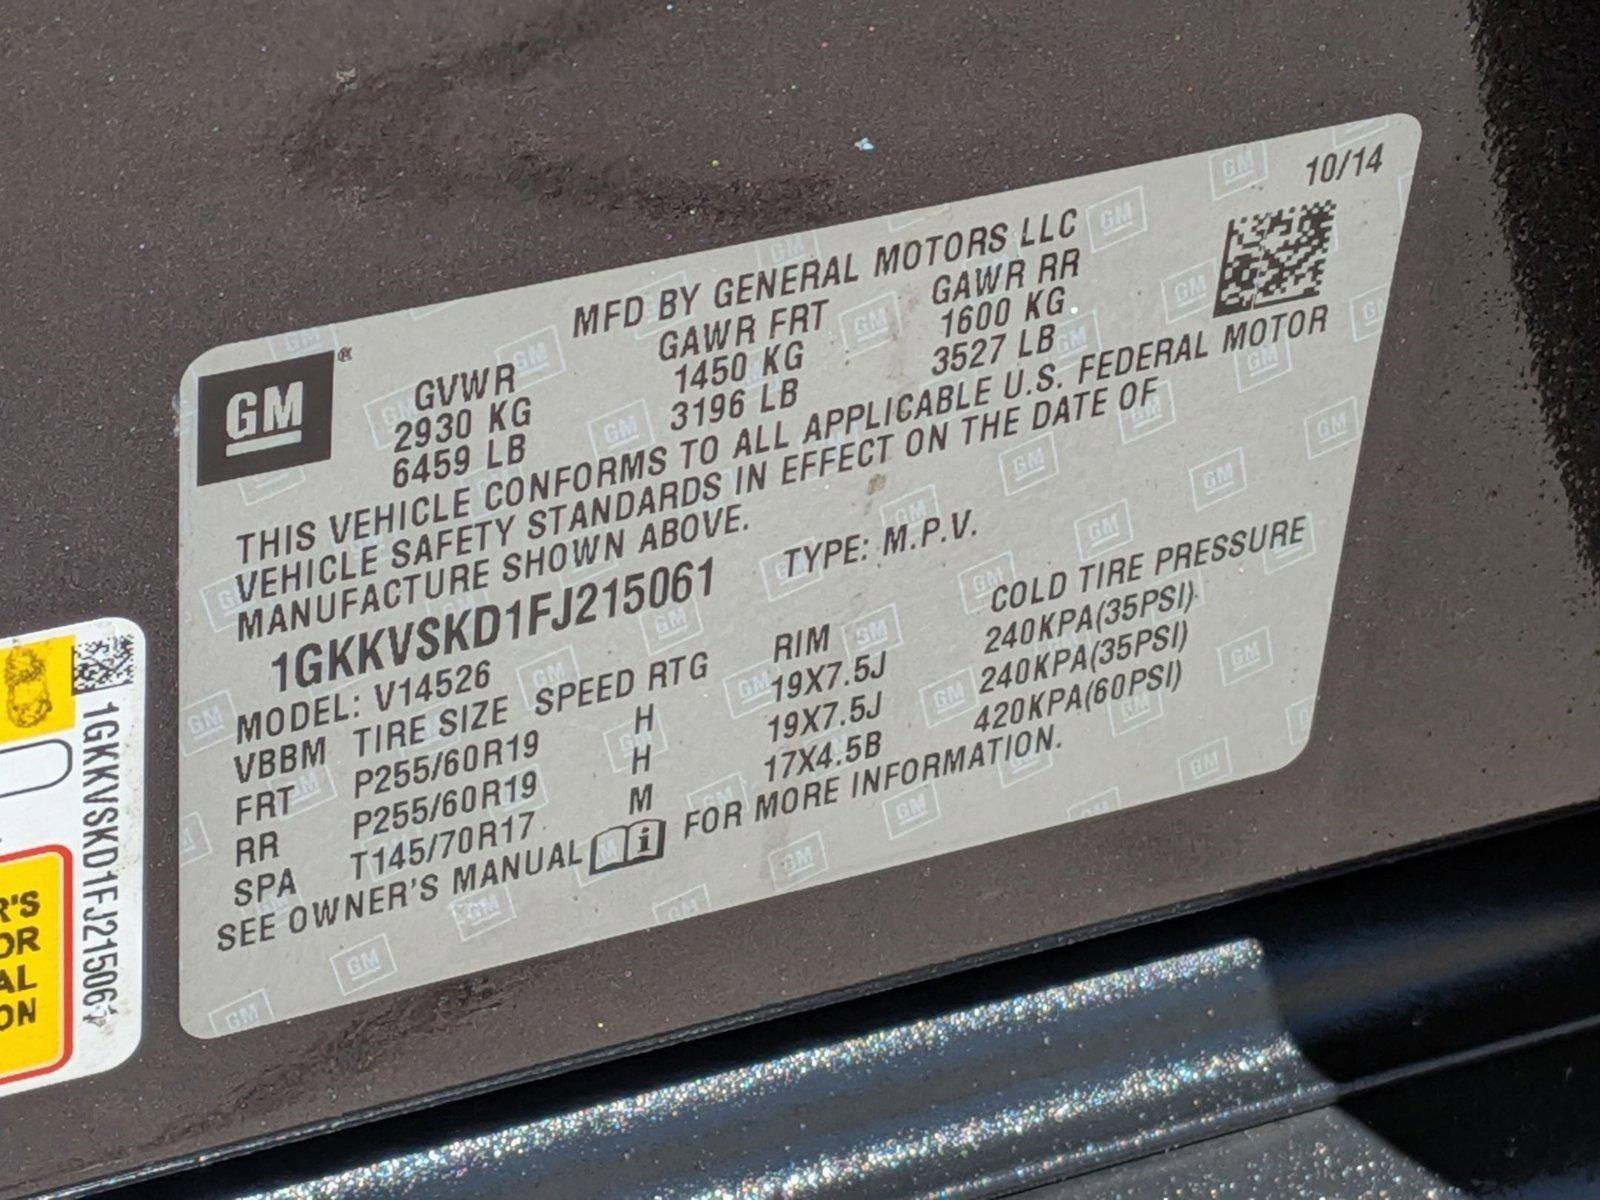 10/14
MFD BY GENERAL MOTORS LLC
GM®
GVWR GAWR FRT GAWR RR
2930 KG 1450 KG 1600 KG
6459 LB 3196 LB 3527 LB
THIS VEHICLE CONFORMS TO ALL APPLICABLE U.S. FEDERAL MOTOR
VEHICLE SAFETY STANDARDS IN EFFECT ON THE DATE OF
MANUFACTURE SHOWN ABOVE.
1GKKVSKD1FJ215061 TYPE: M.P.V.
MODEL: V14526
VBBM TIRE SIZE SPEED RTG RIM COLD TIRE PRESSURE
FRT P255/60R19 H 19X7.5J 240KPA(35PSI)
RR P255/60R19 H 19X7.5J 240KPA(35PSI)
SPA T145/70R17 M 17X4.5B 420KPA(60PSI)
SEE OWNER'S MANUAL i FOR MORE INFORMATION.
1GKKVSKD1FJ215061
R'S
OR
AL
ON